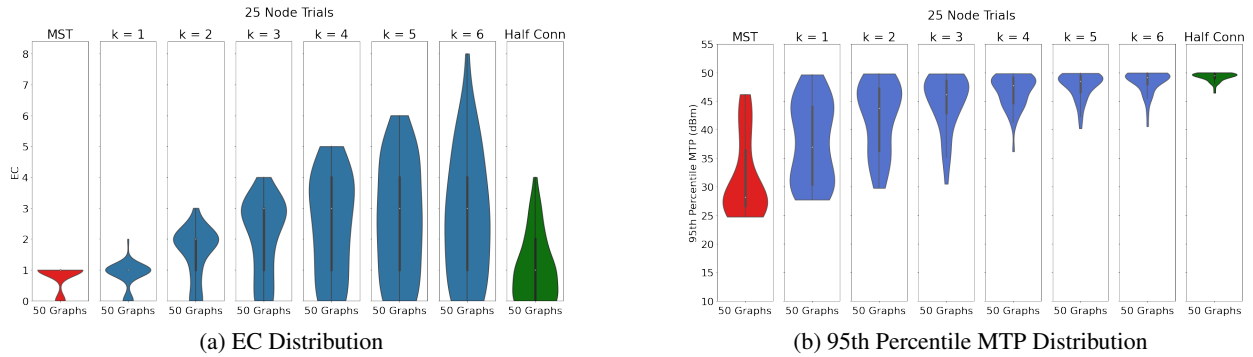 25 Node Trials
MST k = 1 k = 2 k = 3 k = 4 k = 5 k = 6 Half Conn
8
7
6
5
4
3
2
1
0
EC
50 Graphs 50 Graphs 50 Graphs 50 Graphs 50 Graphs 50 Graphs 50 Graphs 50 Graphs
(a) EC Distribution
25 Node Trials
MST k = 1 k = 2 k = 3 k = 4 k = 5 k = 6 Half Conn
55
50
45
40
35
30
25
20
15
10
95th Percentile MTP (dBm)
50 Graphs 50 Graphs 50 Graphs 50 Graphs 50 Graphs 50 Graphs 50 Graphs 50 Graphs
(b) 95th Percentile MTP Distribution